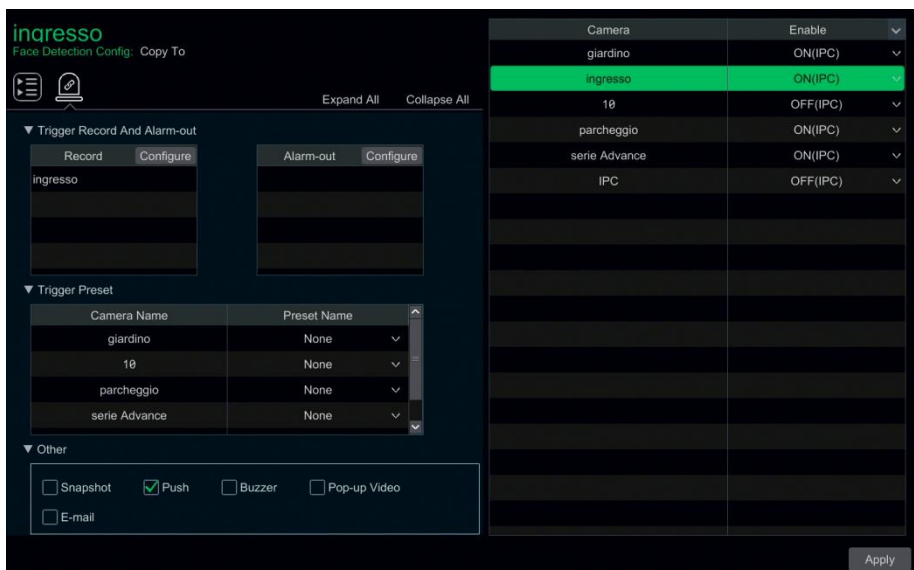 ingresso
Face Detection Config: Copy To
Expand All Collapse All
Trigger Record And Alarm-out
Record Configure
ingresso
Alarm-out Configure
Trigger Preset
Camera Name Preset Name
giardino None
10 None
parcheggio None
serie Advance None
Other
Snapshot Push Buzzer Pop-up Video
E-mail
Camera Enable
giardino ON(IPC)
ingresso ON(IPC)
10 OFF(IPC)
parcheggio ON(IPC)
serie Advance ON(IPC)
IPC OFF(IPC)
Apply